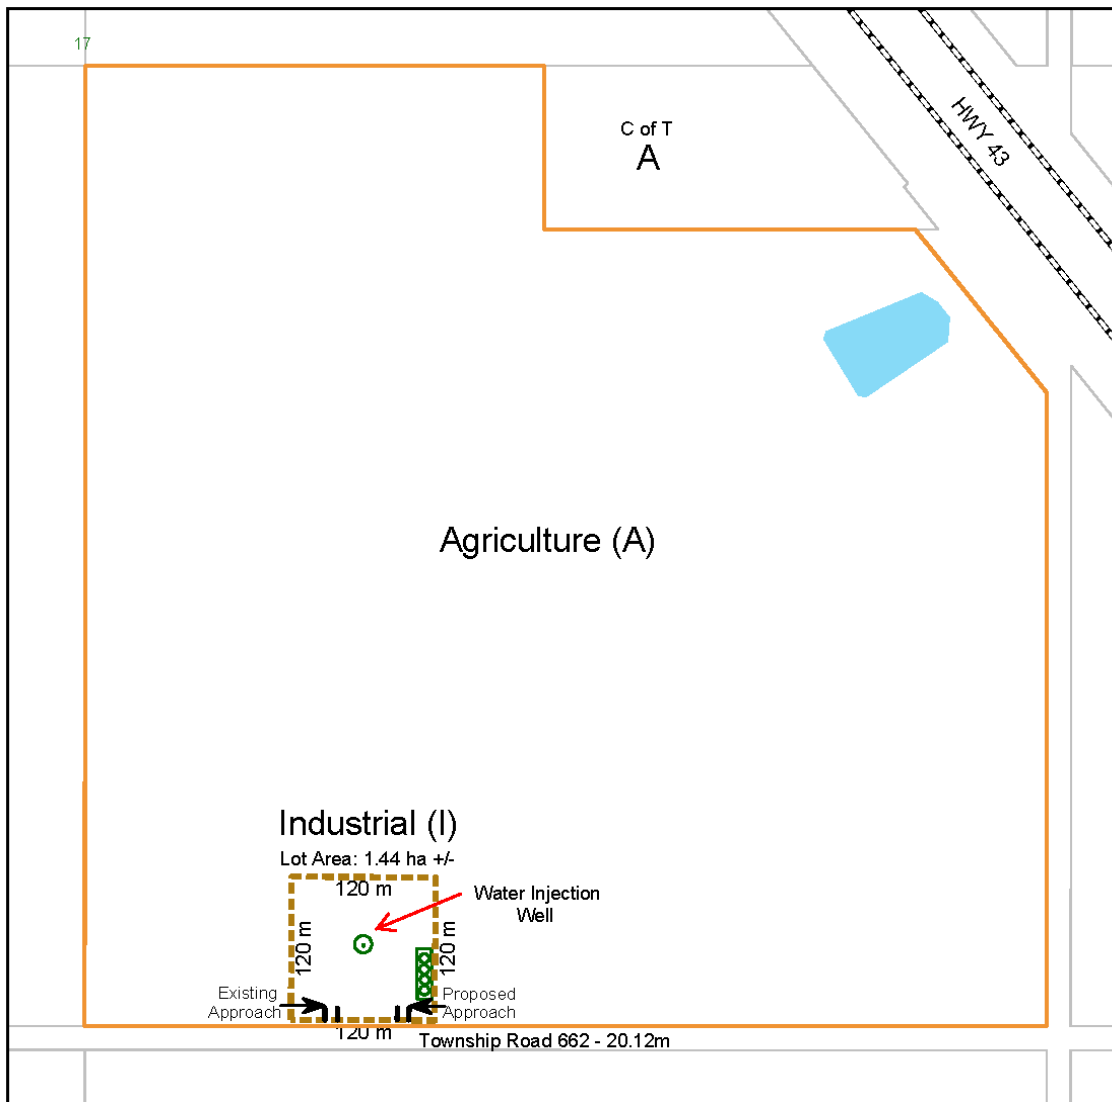 17
C of T
A
HWY 43
Agriculture (A)
Industrial (I)
Lot Area: 1.44 ha +/-
120 m
Water Injection
Well
120 m
120 m
Existing
Approach
Proposed
Approach
120 m
Township Road 662 - 20.12m